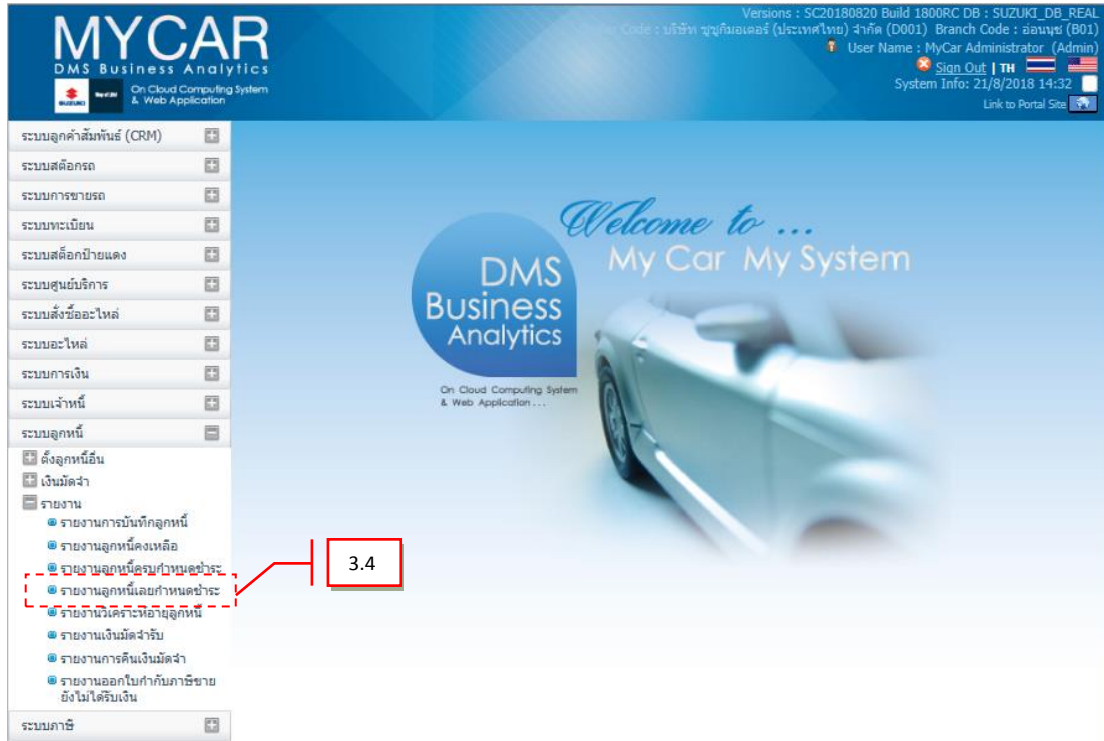 MYCAR
DMS Business Analytics
On Cloud Computing System
& Web Application
SUZUKI
Versions : SC20180820 Build 1800RC DB : SUZUKI_DB_REAL
Code : บริษัท ซูซูกิมอเตอร์ (ประเทศไทย) จำกัด (D001) Branch Code : อ่อนนุช (B01)
User Name : MyCar Administrator (Admin)
Sign Out | TH
System Info: 21/8/2018 14:32
Link to Portal Site
ระบบลูกค้าสัมพันธ์ (CRM)
ระบบสต๊อกรถ
ระบบการขายรถ
ระบบทะเบียน
ระบบสต็อกป้ายแดง
ระบบศูนย์บริการ
ระบบสั่งซื้ออะไหล่
ระบบอะไหล่
ระบบการเงิน
ระบบเจ้าหนี้
ระบบลูกหนี้
ตั้งลูกหนี้อื่น
เงินมัดจำ
รายงาน
รายงานการบันทึกลูกหนี้
รายงานลูกหนี้คงเหลือ
รายงานลูกหนี้ครบกำหนดชำระ
รายงานลูกหนี้เลยกำหนดชำระ
รายงานวิเคราะห์อายุลูกหนี้
รายงานเงินมัดจำรับ
รายงานการคืนเงินมัดจำ
รายงานออกใบกำกับภาษีขาย
ยังไม่ได้รับเงิน
ระบบภาษี
3.4
Welcome to ...
My Car My System
DMS
Business
Analytics
On Cloud Computing System
& Web Application ...